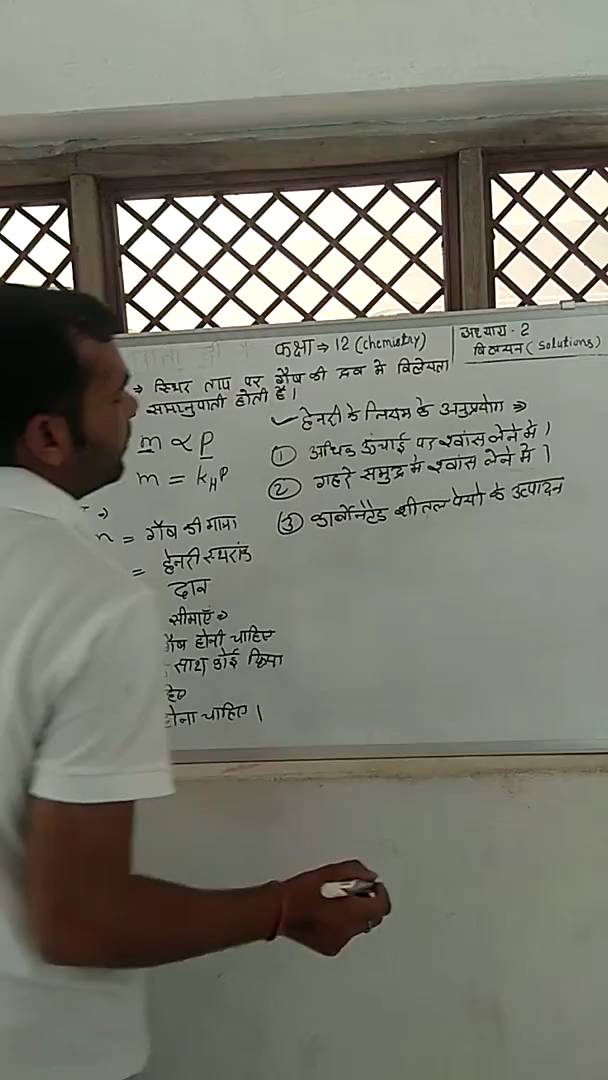 कक्षा → 12 (chemistry)
अध्याय - 2
विलयन (Solutions)
→ स्थिर ताप पर गैस की द्रव में विलेयता
समानुपाती होती है।
m ∝ P
m = K_H P
m = गैस की मात्रा
= हेनरी स्थरांक
दाब
सीमाएँ ⇒
गैस होनी चाहिए
साथ कोई क्रिया
होना चाहिए।
✓ हेनरी के नियम के अनुप्रयोग ⇒
① अधिक ऊंचाई पर श्वांस लेने में।
② गहरे समुद्र में श्वांस लेने में।
③ कार्बोनेटैड शीतल पेयो के उत्पादन